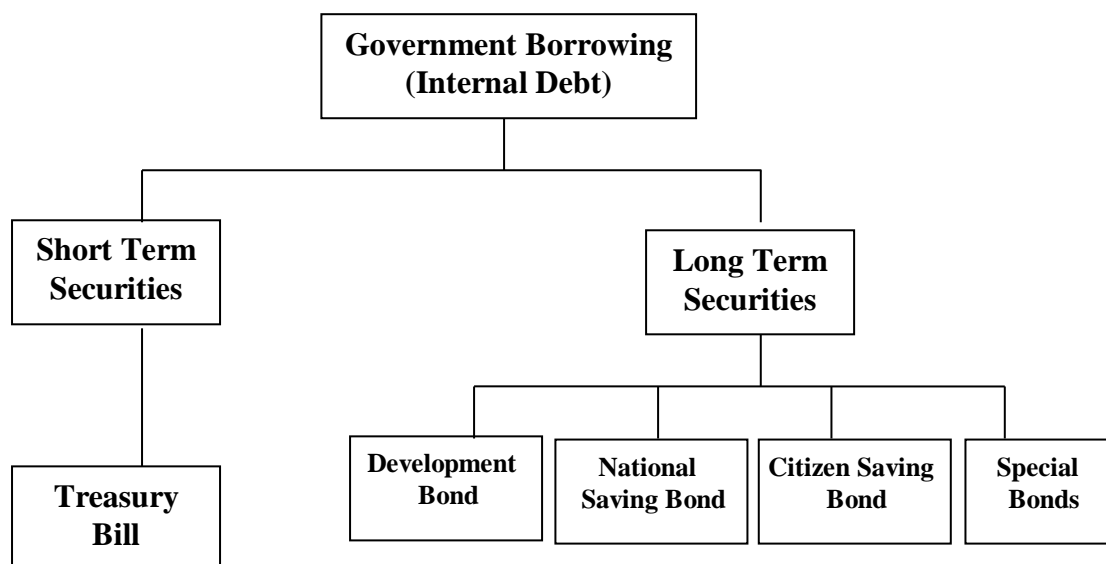 Government Borrowing
(Internal Debt)
Short Term
Securities
Long Term
Securities
Development
Bond
National
Saving Bond
Citizen Saving
Bond
Special
Bonds
Treasury
Bill